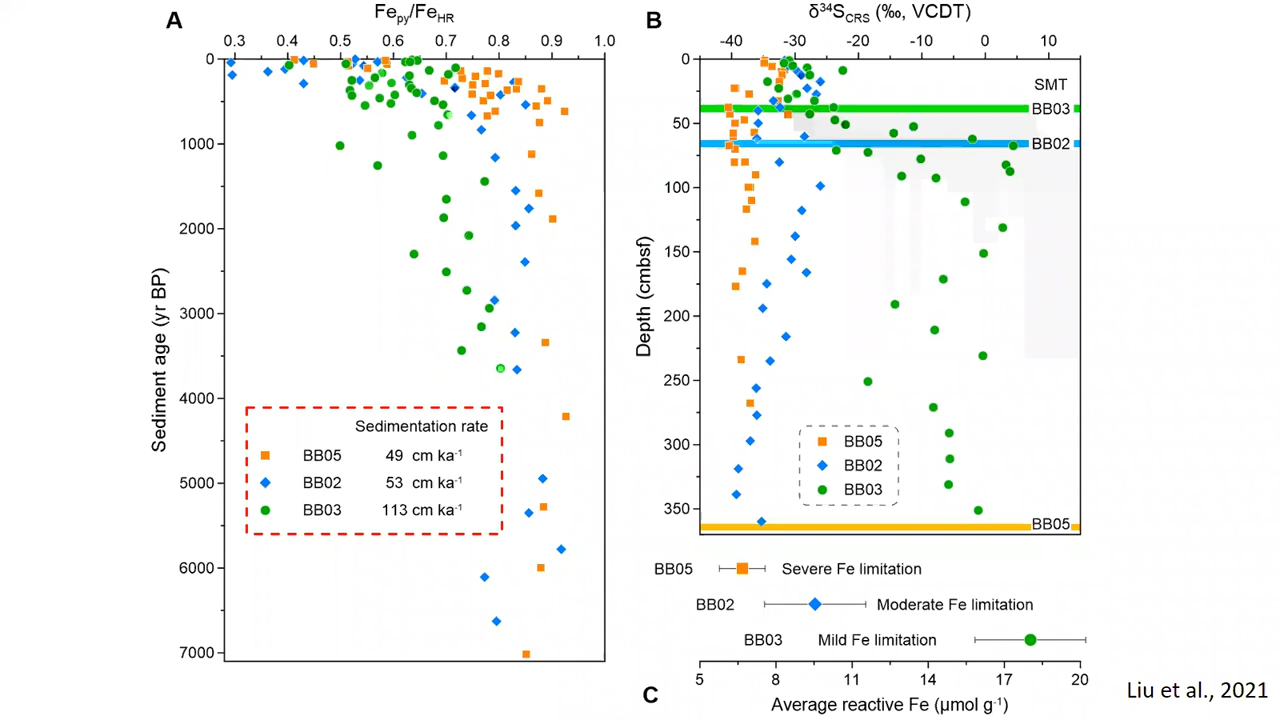 A
Fepy/FeHR
0.3 0.4 0.5 0.6 0.7 0.8 0.9 1.0
0
1000
2000
3000
4000
5000
6000
7000
Sediment age (yr BP)
Sedimentation rate
BB05 49 cm ka-1
BB02 53 cm ka-1
BB03 113 cm ka-1
B
δ34SCRS (‰, VCDT)
-40 -30 -20 -10 0 10
0
50
100
150
200
250
300
350
Depth (cmbsf)
SMT
BB03
BB02
BB05
BB02
BB03
BB05
BB05 Severe Fe limitation
BB02 Moderate Fe limitation
BB03 Mild Fe limitation
5 8 11 14 17 20
C
Average reactive Fe (μmol g-1)
Liu et al., 2021